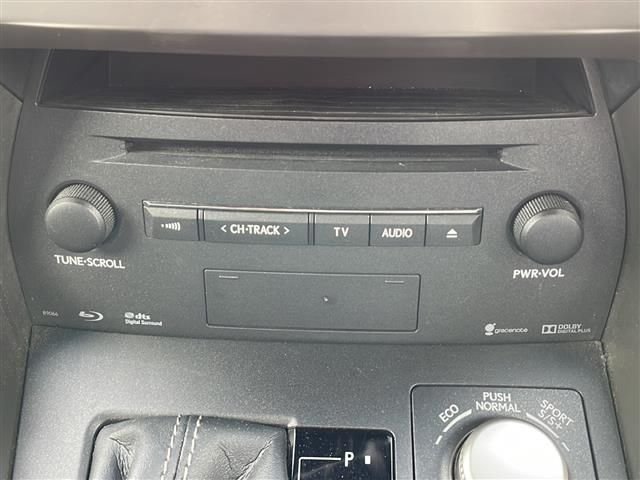 < CH·TRACK >
TV
AUDIO
TUNE·SCROLL
PWR·VOL
B9066
dts
Digital Surround
gracenote
DOLBY
DIGITAL PLUS
PUSH
ECO NORMAL SPORT
S/S+
P